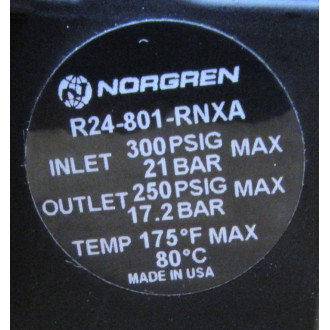 NORGREN
R24-801-RNXA
INLET 300 PSIG MAX
21 BAR
OUTLET 250 PSIG MAX
17.2 BAR
TEMP 175°F MAX
80°C
MADE IN USA